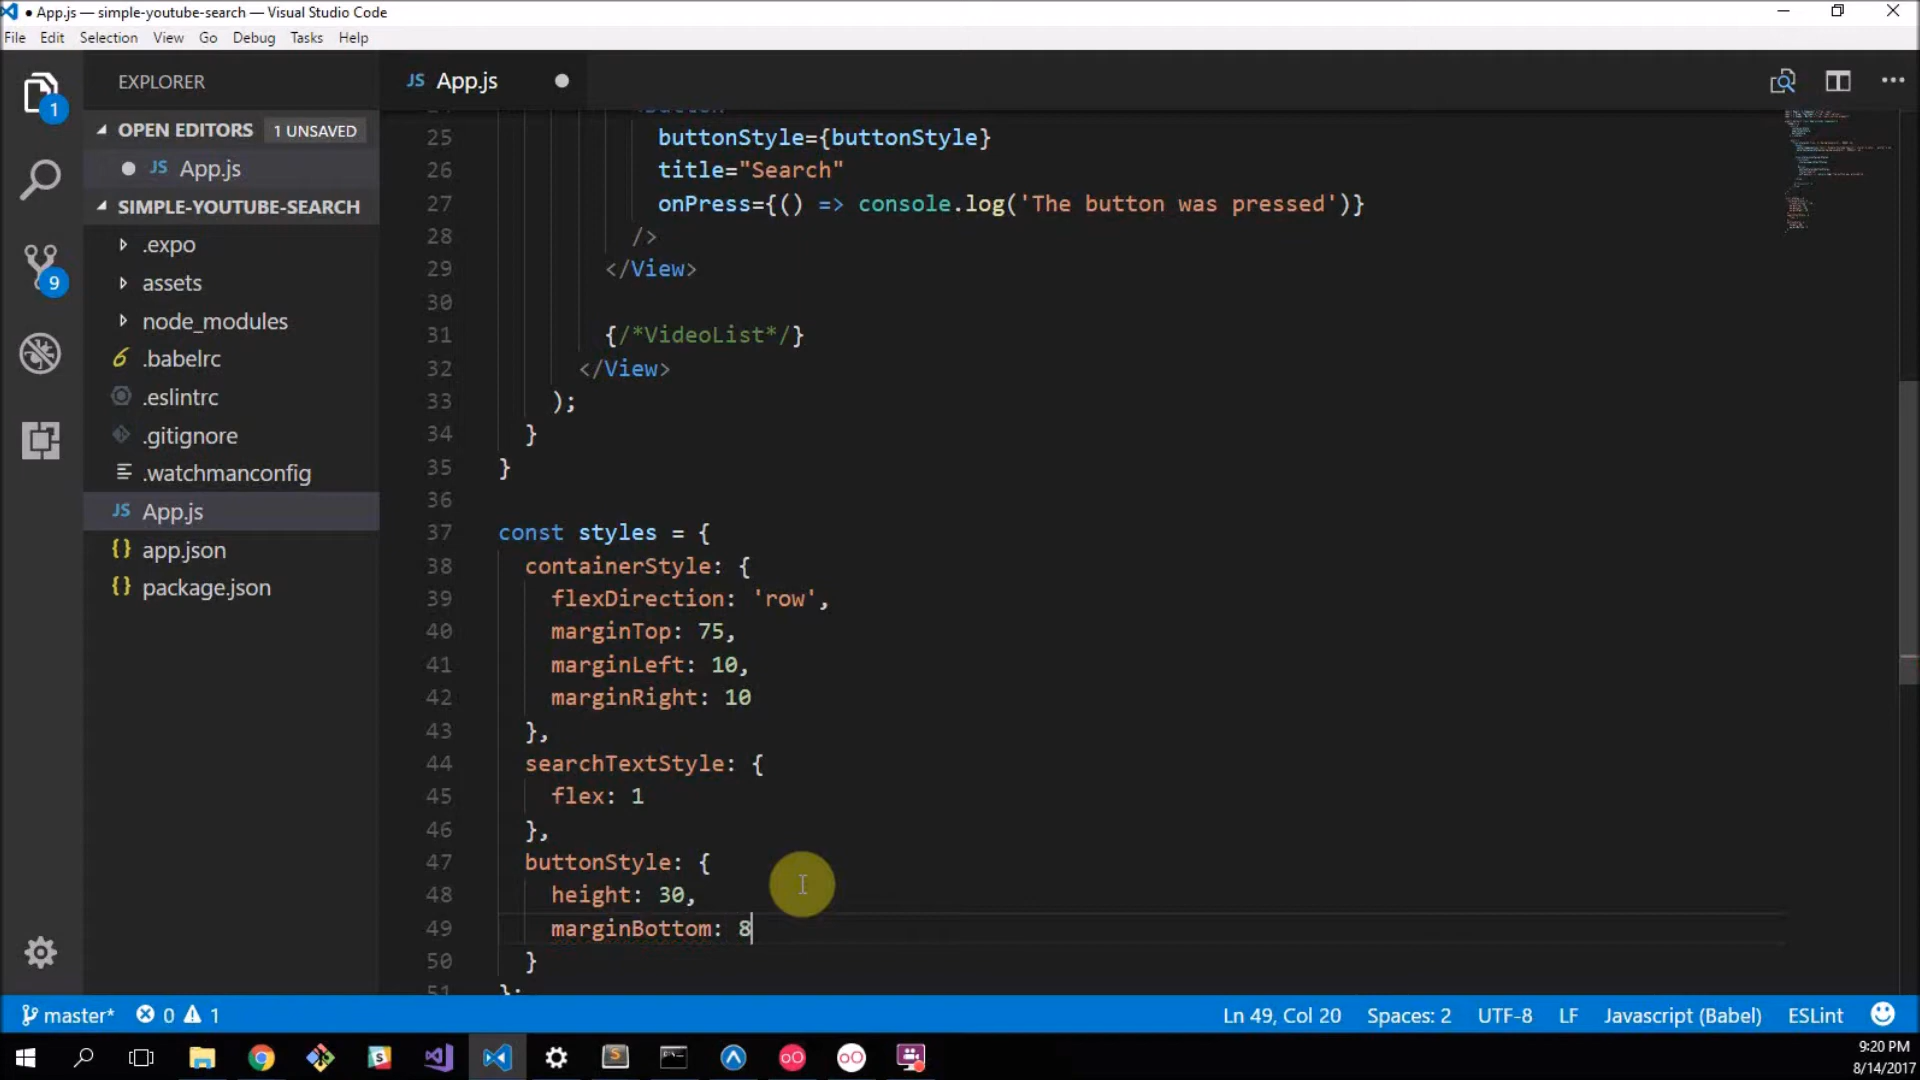 ● App.js — simple-youtube-search — Visual Studio Code
File Edit Selection View Go Debug Tasks Help
EXPLORER
JS App.js
1
OPEN EDITORS 1 UNSAVED
JS App.js
SIMPLE-YOUTUBE-SEARCH
.expo
assets
9
node_modules
.babelrc
.eslintrc
.gitignore
.watchmanconfig
JS App.js
{} app.json
{} package.json
25 buttonStyle={buttonStyle}
26 title="Search"
27 onPress={() => console.log('The button was pressed')}
28 />
29 </View>
30
31 {/*VideoList*/}
32 </View>
33 );
34 }
35 }
36
37 const styles = {
38 containerStyle: {
39 flexDirection: 'row',
40 marginTop: 75,
41 marginLeft: 10,
42 marginRight: 10
43 },
44 searchTextStyle: {
45 flex: 1
46 },
47 buttonStyle: {
48 height: 30,
49 marginBottom: 8
50 }
51 };
master* 0 1 Ln 49, Col 20 Spaces: 2 UTF-8 LF Javascript (Babel) ESLint
9:20 PM
8/14/2017